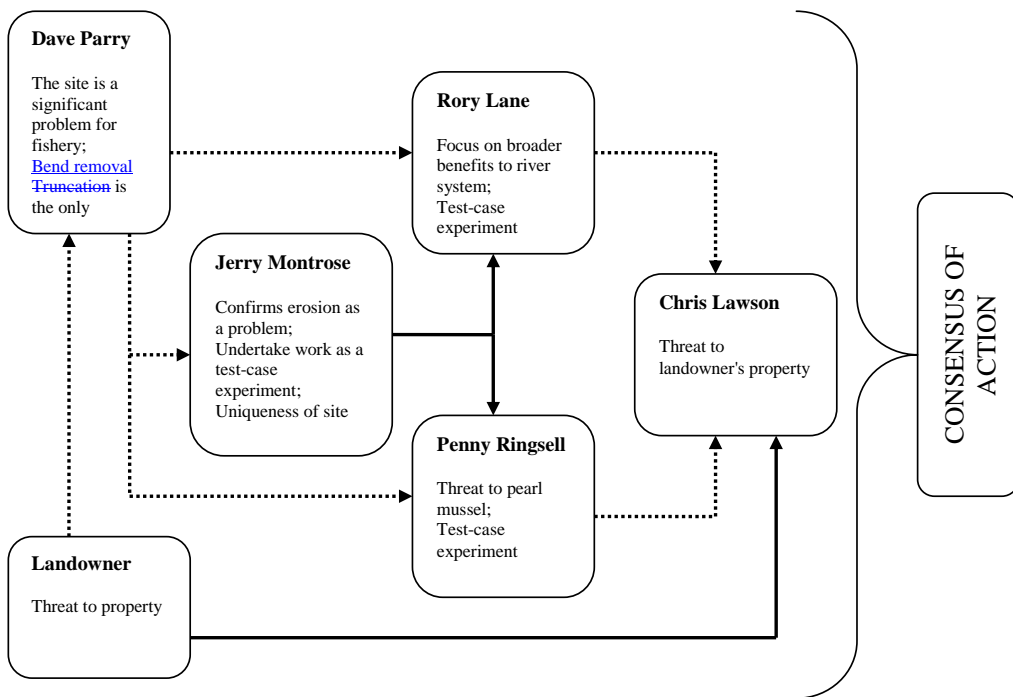 Dave Parry
The site is a
significant
problem for
fishery;
Bend removal
Truncation is
the only
Rory Lane
Focus on broader
benefits to river
system;
Test-case
experiment
Jerry Montrose
Confirms erosion as
a problem;
Undertake work as a
test-case
experiment;
Uniqueness of site
Chris Lawson
Threat to
landowner's property
Penny Ringsell
Threat to pearl
mussel;
Test-case
experiment
Landowner
Threat to property
CONSENSUS OF
ACTION